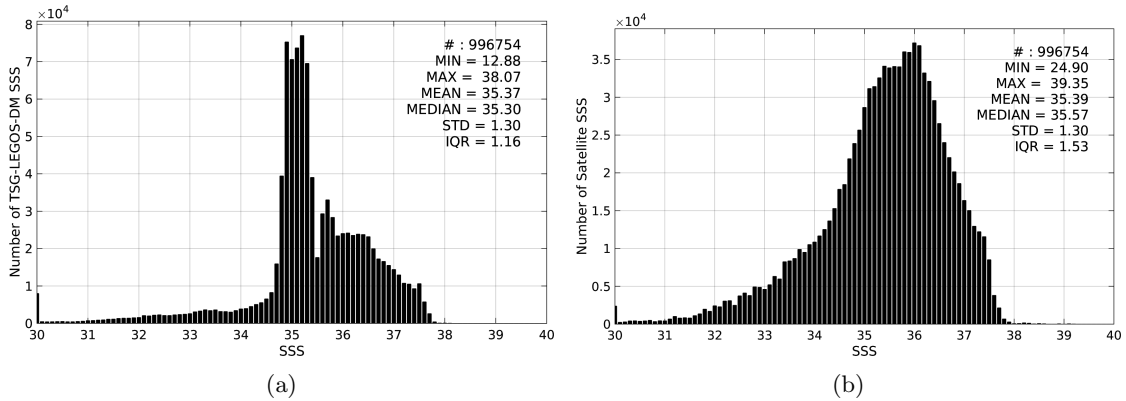 ×10⁴
8
7
6
5
4
3
2
1
0
Number of TSG-LEGOS-DM SSS
# : 996754
MIN = 12.88
MAX = 38.07
MEAN = 35.37
MEDIAN = 35.30
STD = 1.30
IQR = 1.16
30 31 32 33 34 35 36 37 38 39 40
SSS
(a)
×10⁴
3.5
3
2.5
2
1.5
1
0.5
0
Number of Satellite SSS
# : 996754
MIN = 24.90
MAX = 39.35
MEAN = 35.39
MEDIAN = 35.57
STD = 1.30
IQR = 1.53
30 31 32 33 34 35 36 37 38 39 40
SSS
(b)